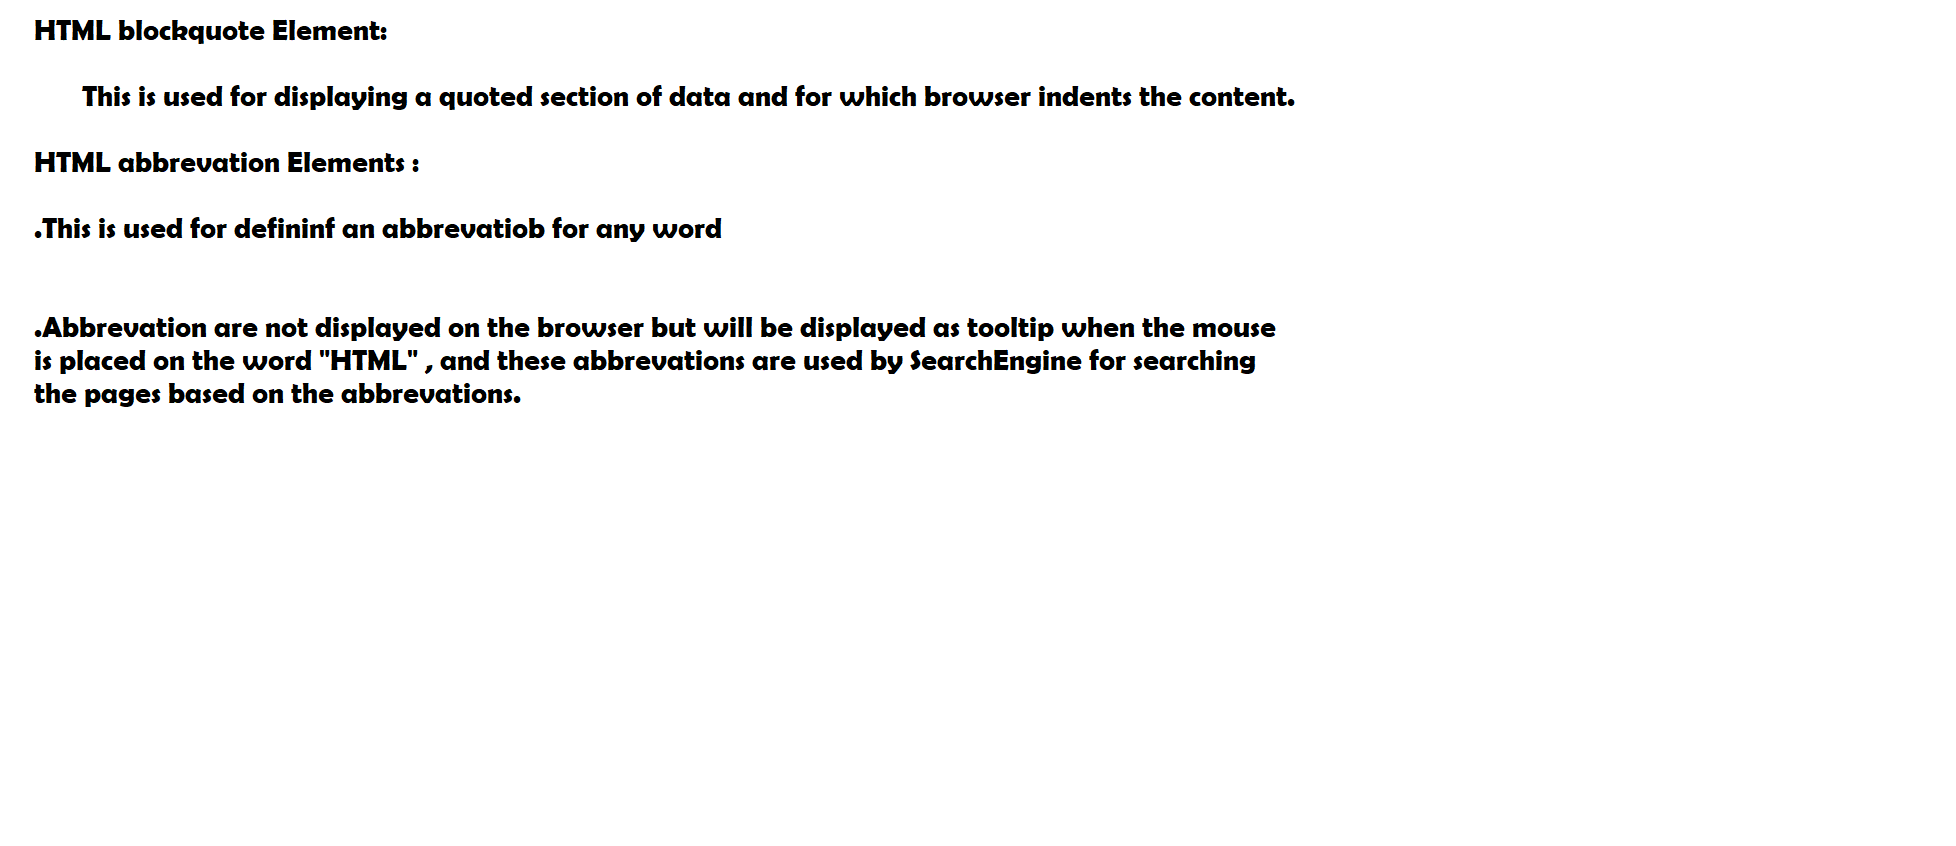 HTML blockquote Element:
This is used for displaying a quoted section of data and for which browser indents the content.
HTML abbrevation Elements :
.This is used for defininf an abbrevatiob for any word
.Abbrevation are not displayed on the browser but will be displayed as tooltip when the mouse
is placed on the word "HTML" , and these abbrevations are used by SearchEngine for searching
the pages based on the abbrevations.